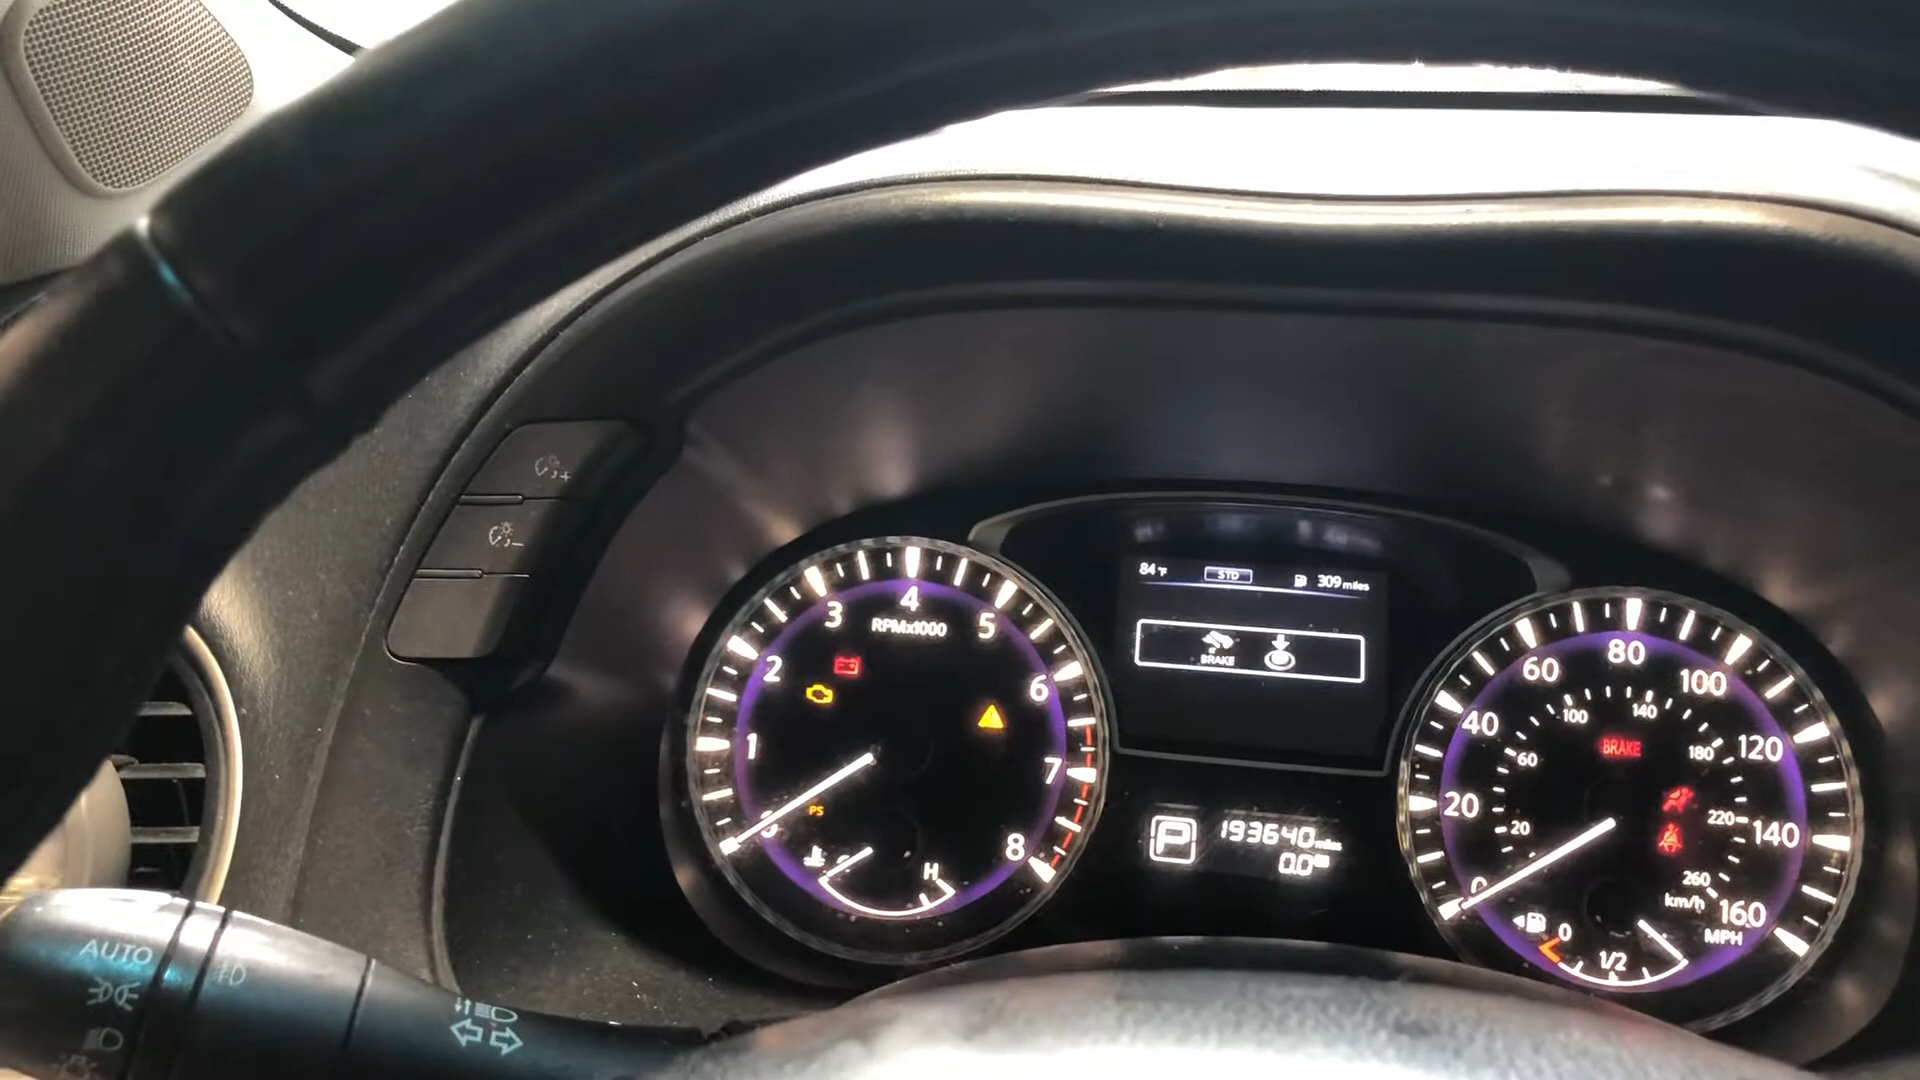 84°F STD 309 miles
BRAKE
3 4 5
RPMx1000
2 6
1 7
PS
0 8
H
P 193640 miles
0.0
60 80 100
40 100 140
BRAKE 180 120
60
20 220 140
20
0 260
km/h 160
0 MPH
1/2
AUTO